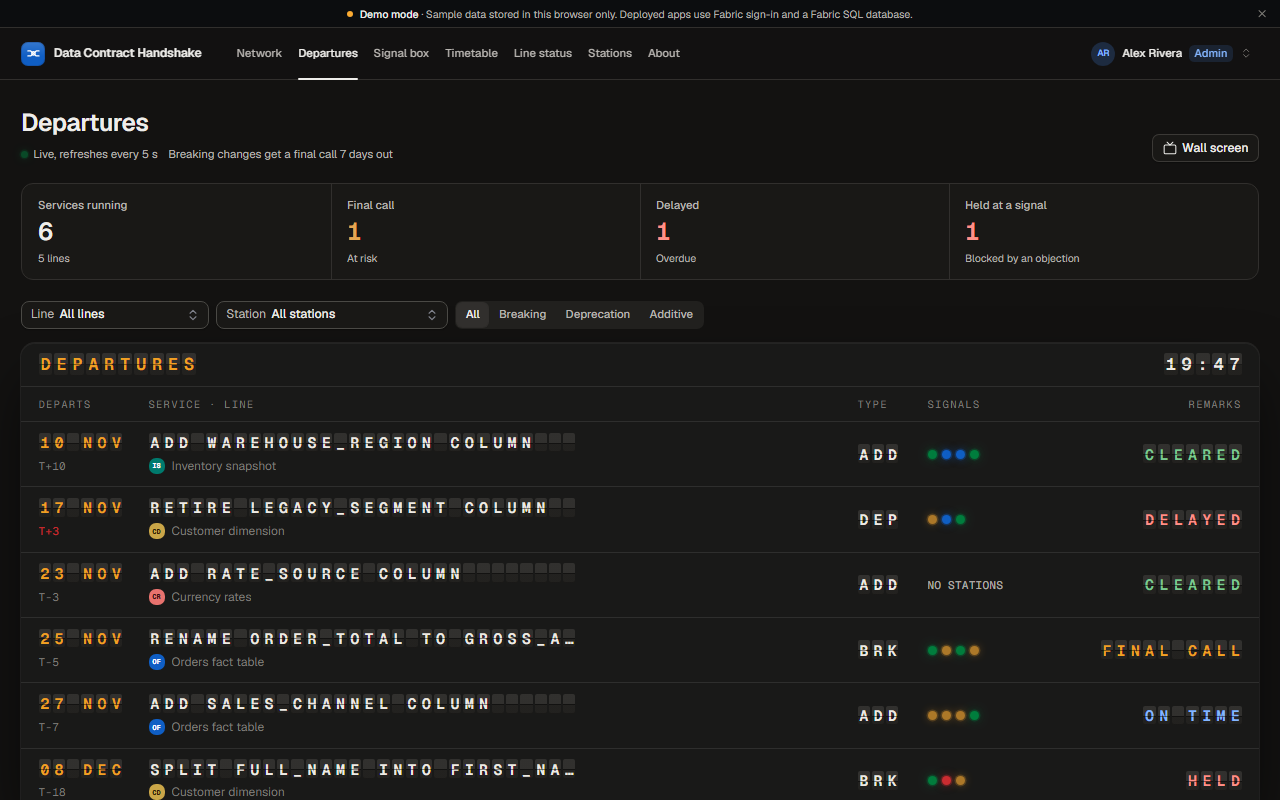 Demo mode · Sample data stored in this browser only. Deployed apps use Fabric sign-in and a Fabric SQL database.
Data Contract Handshake Network Departures Signal box Timetable Line status Stations About AR Alex Rivera Admin
Departures
Live, refreshes every 5 s Breaking changes get a final call 7 days out
Wall screen
Services running Final call Delayed Held at a signal
6 1 1 1
5 lines At risk Overdue Blocked by an objection
Line All lines Station All stations All Breaking Deprecation Additive
DEPARTURES 19:47
DEPARTS SERVICE · LINE TYPE SIGNALS REMARKS
10 NOV ADD WAREHOUSE_REGION COLUMN ADD CLEARED
T+10 IS Inventory snapshot
17 NOV RETIRE LEGACY_SEGMENT COLUMN DEP DELAYED
T+3 CD Customer dimension
23 NOV ADD RATE_SOURCE COLUMN ADD NO STATIONS CLEARED
T-3 CR Currency rates
25 NOV RENAME ORDER_TOTAL TO GROSS_A… BRK FINAL CALL
T-5 OF Orders fact table
27 NOV ADD SALES_CHANNEL COLUMN ADD ON TIME
T-7 OF Orders fact table
08 DEC SPLIT FULL_NAME INTO FIRST_NA… BRK HELD
T-18 CD Customer dimension